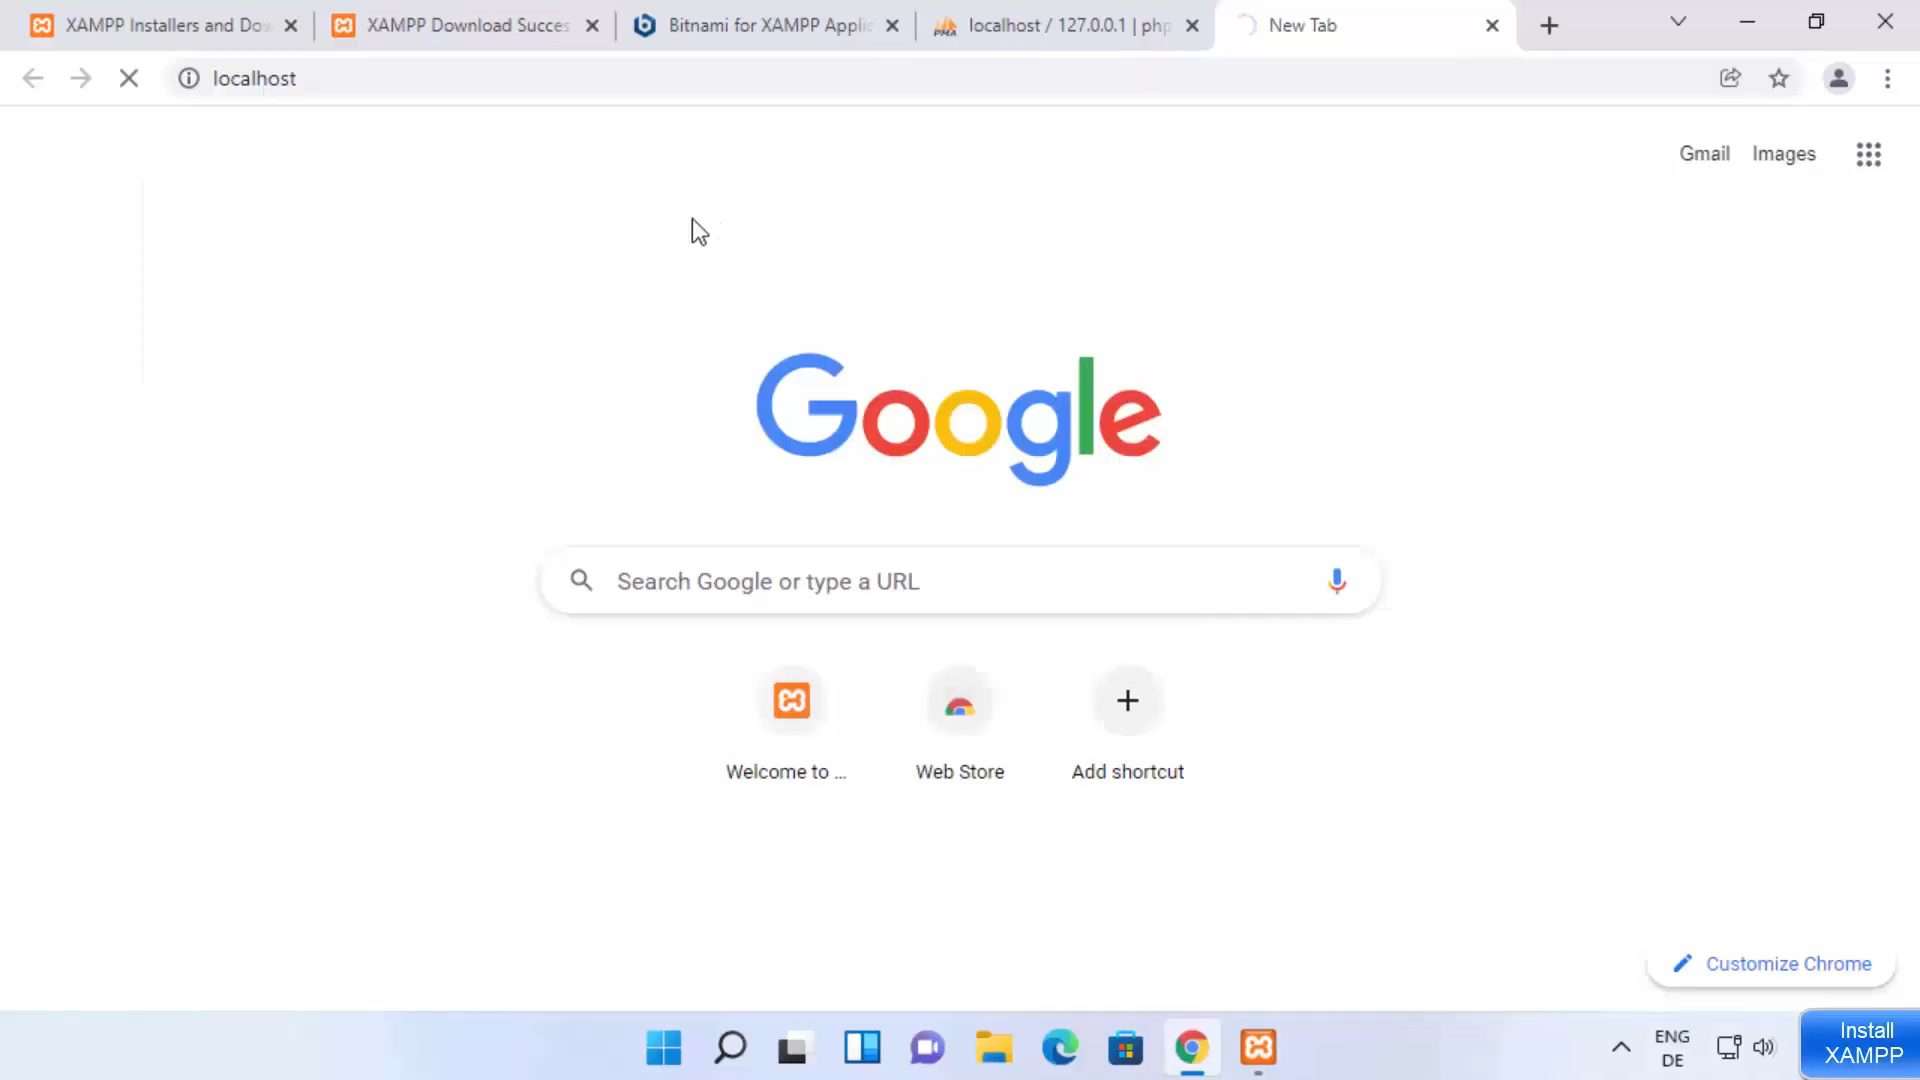 XAMPP Installers and Dow
XAMPP Download Succes
Bitnami for XAMPP Applic
PMA
localhost / 127.0.0.1 | php
New Tab
localhost
Gmail
Images
Google
Search Google or type a URL
Welcome to ...
Web Store
Add shortcut
Customize Chrome
ENG
DE
Install
XAMPP